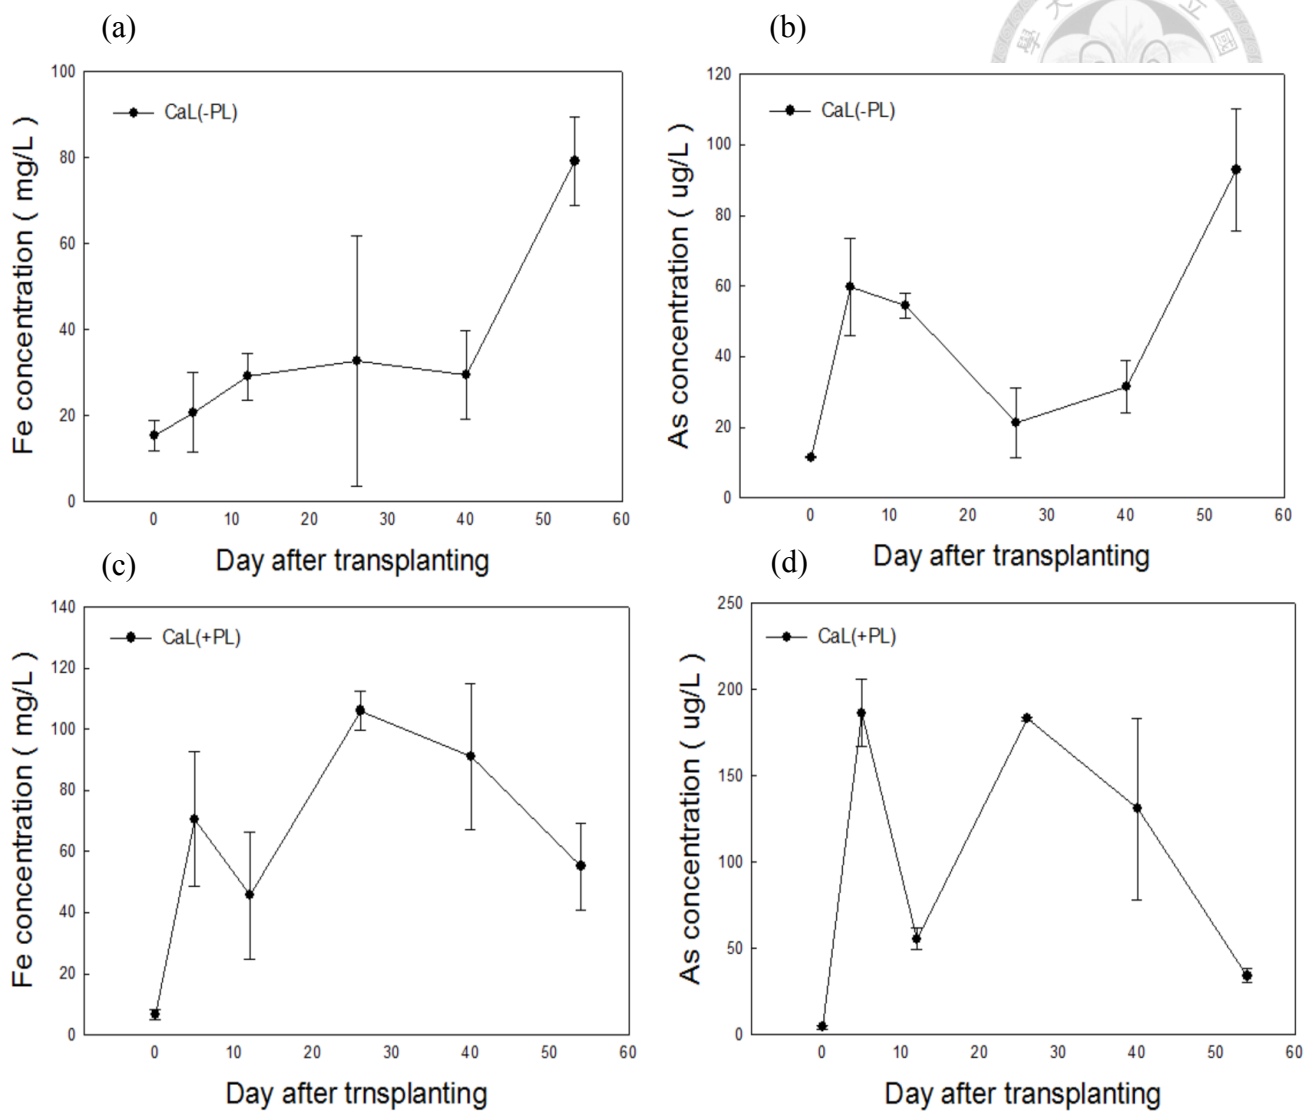 (a)
(b)
大 立
學 國
100
80
60
40
20
0
Fe concentration ( mg/L )
CaL(-PL)
0 10 20 30 40 50 60
Day after transplanting
120
100
80
60
40
20
0
As concentration ( ug/L )
CaL(-PL)
0 10 20 30 40 50 60
Day after transplanting
(c)
(d)
140
120
100
80
60
40
20
0
Fe concentration ( mg/L )
CaL(+PL)
0 10 20 30 40 50 60
Day after trnsplanting
250
200
150
100
50
0
As concentration ( ug/L )
CaL(+PL)
0 10 20 30 40 50 60
Day after transplanting